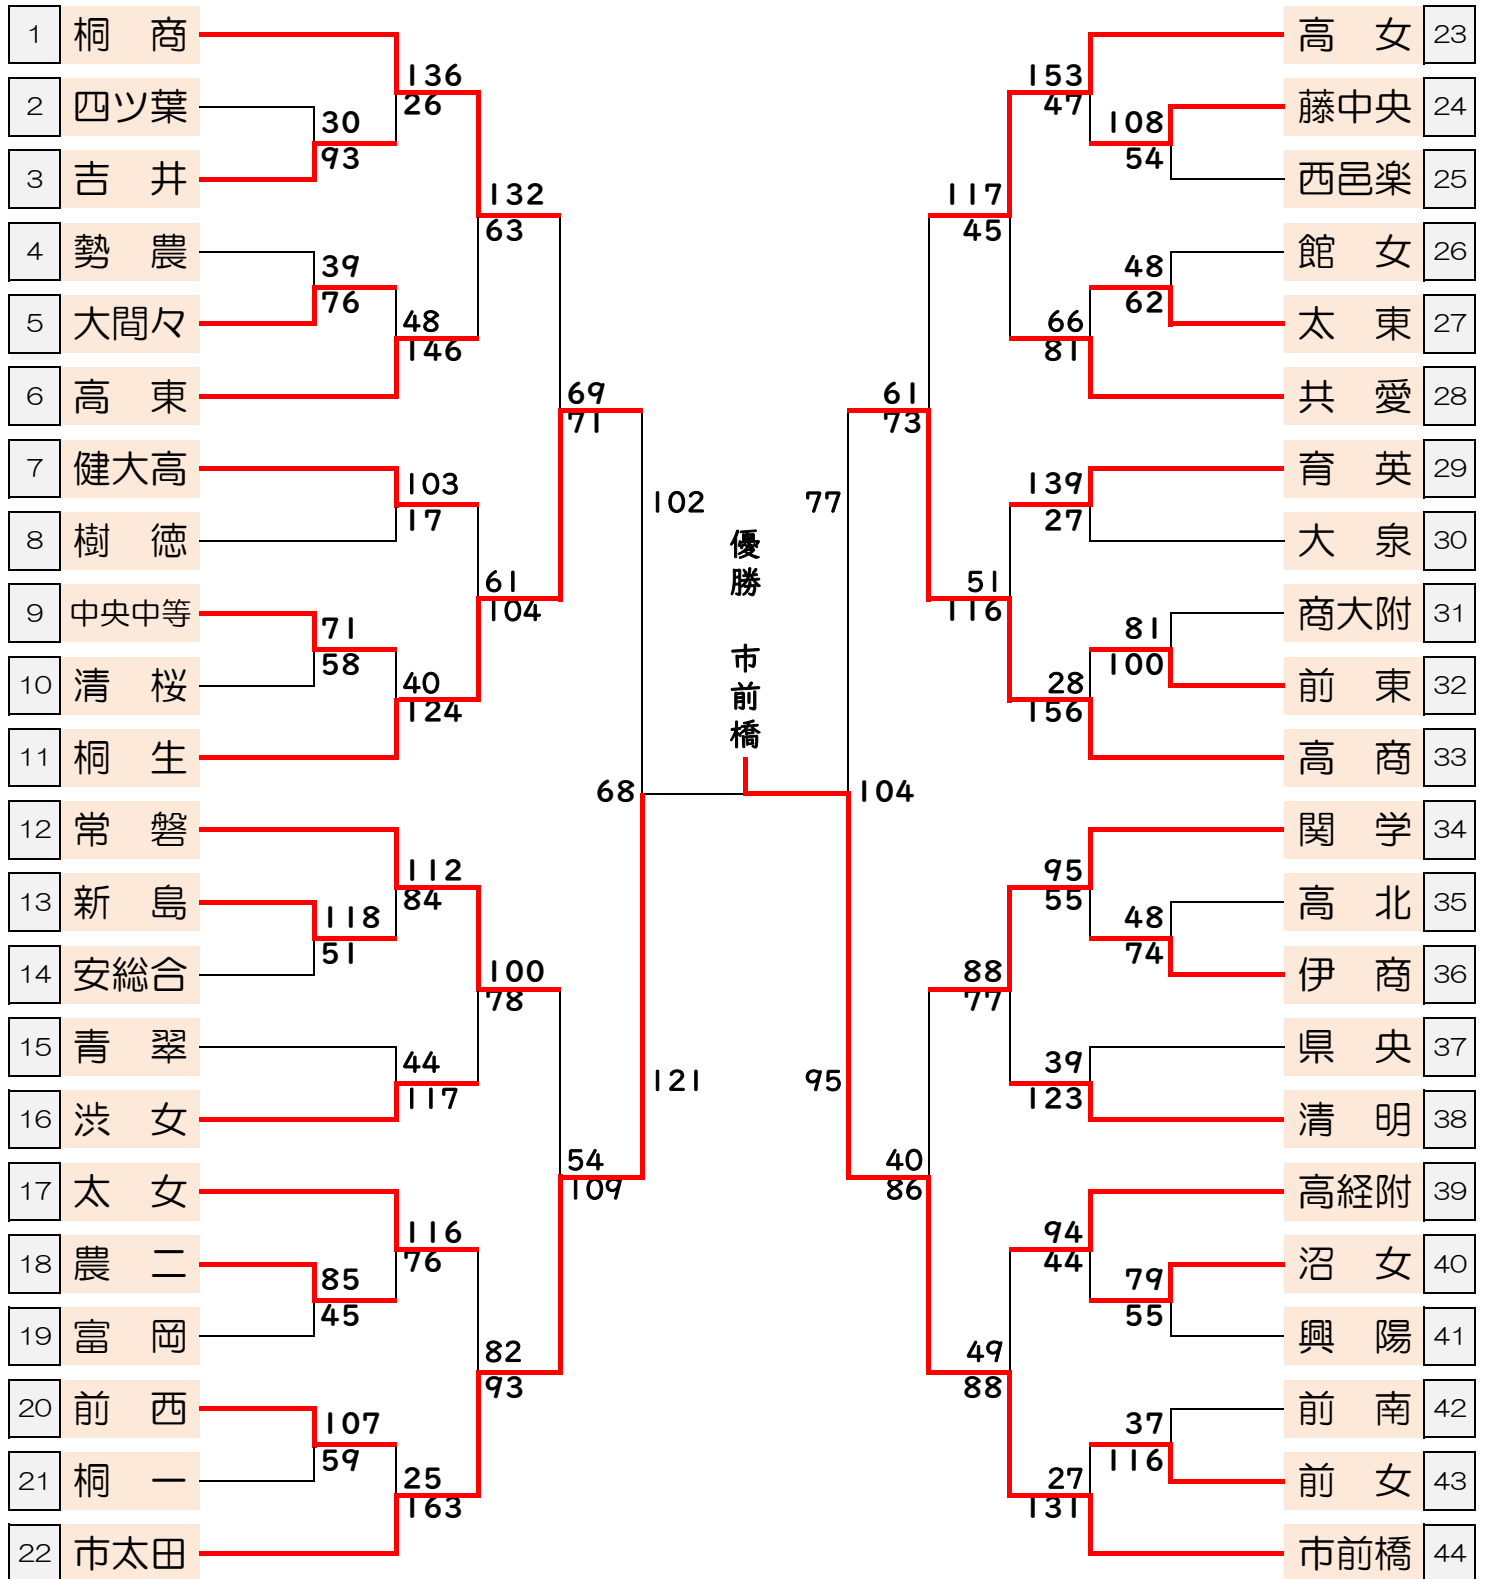 1 桐 商
2 四ツ葉
3 吉 井
4 勢 農
5 大間々
6 高 東
7 健大高
8 樹 徳
9 中央中等
10 清 桜
11 桐 生
12 常 磐
13 新 島
14 安総合
15 青 翠
16 渋 女
17 太 女
18 農 二
19 富 岡
20 前 西
21 桐 一
22 市太田
30
93
39
76
71
58
118
51
85
45
107
59
136
26
48
146
103
17
40
124
112
84
44
117
116
76
25
163
132
63
61
104
100
78
82
93
69
71
54
109
102
121
68
優勝 市前橋
104
77
95
61
73
40
86
117
45
51
116
88
77
49
88
153
47
66
81
139
27
28
156
95
55
39
123
94
44
27
131
108
54
48
62
81
100
48
74
79
55
37
116
高 女 23
藤中央 24
西邑楽 25
館 女 26
太 東 27
共 愛 28
育 英 29
大 泉 30
商大附 31
前 東 32
高 商 33
関 学 34
高 北 35
伊 商 36
県 央 37
清 明 38
高経附 39
沼 女 40
興 陽 41
前 南 42
前 女 43
市前橋 44